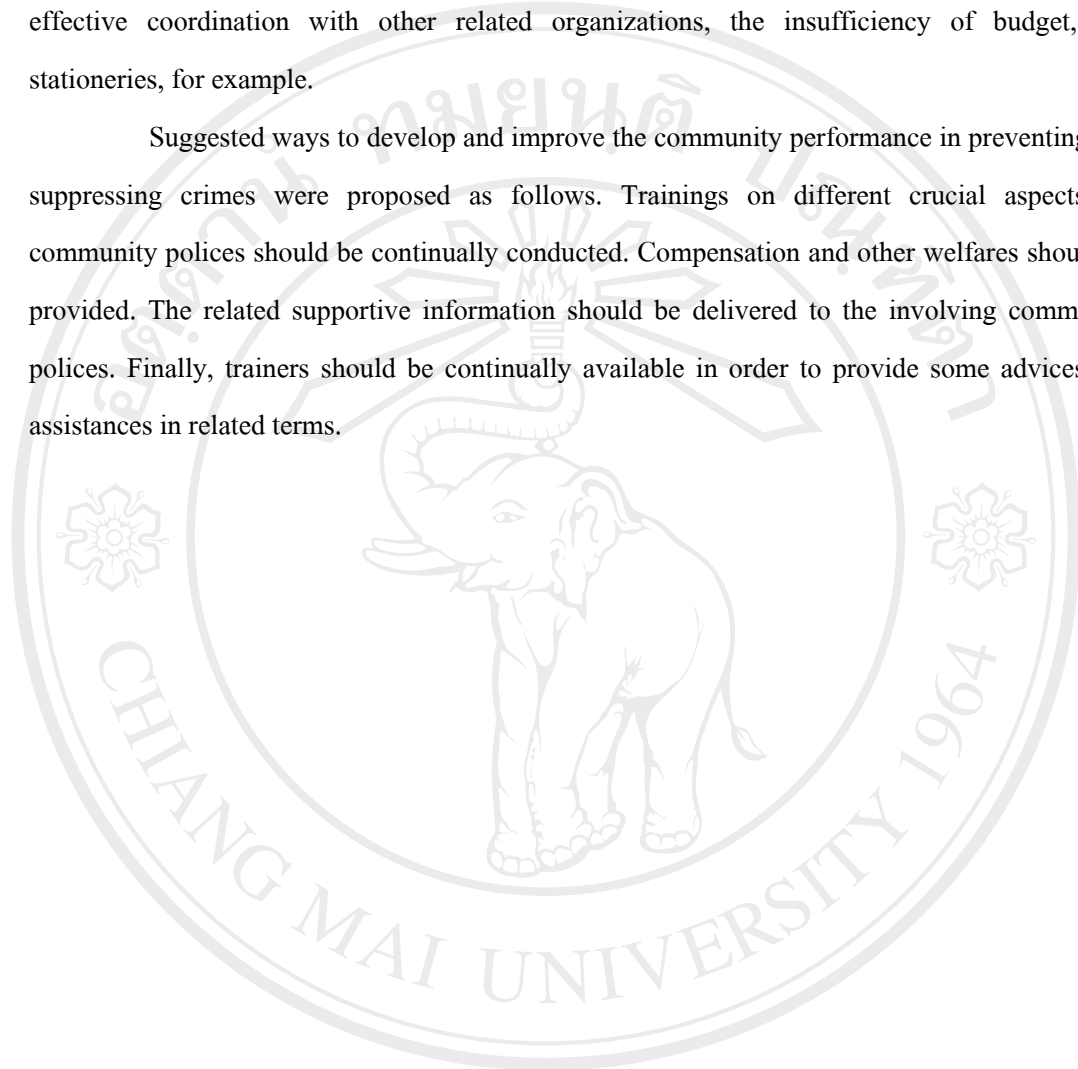 effective coordination with other related organizations, the insufficiency of budget,
stationeries, for example.
Suggested ways to develop and improve the community performance in preventing
suppressing crimes were proposed as follows. Trainings on different crucial aspects
community polices should be continually conducted. Compensation and other welfares shou
provided. The related supportive information should be delivered to the involving comm
polices. Finally, trainers should be continually available in order to provide some advices
assistances in related terms.
CHIANG MAI UNIVERSITY 1964